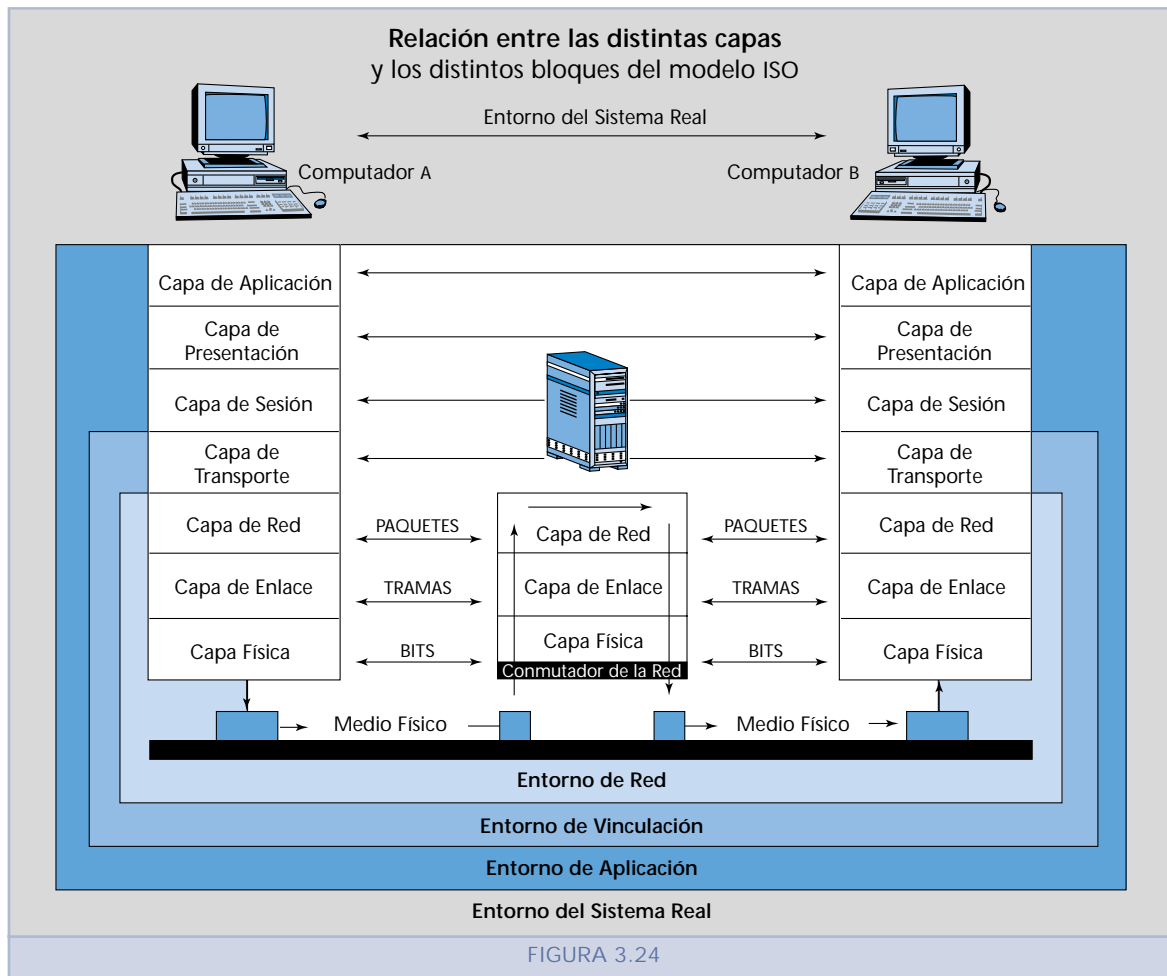 Relación entre las distintas capas
y los distintos bloques del modelo ISO
Entorno del Sistema Real
Computador A
Computador B
Capa de Aplicación
Capa de Aplicación
Capa de
Presentación
Capa de
Presentación
Capa de Sesión
Capa de Sesión
Capa de
Transporte
Capa de
Transporte
Capa de Red
PAQUETES
Capa de Red
PAQUETES
Capa de Red
Capa de Enlace
TRAMAS
Capa de Enlace
TRAMAS
Capa de Enlace
Capa Física
BITS
Capa Física
BITS
Capa Física
Conmutador de la Red
Medio Físico
Medio Físico
Entorno de Red
Entorno de Vinculación
Entorno de Aplicación
Entorno del Sistema Real
FIGURA 3.24